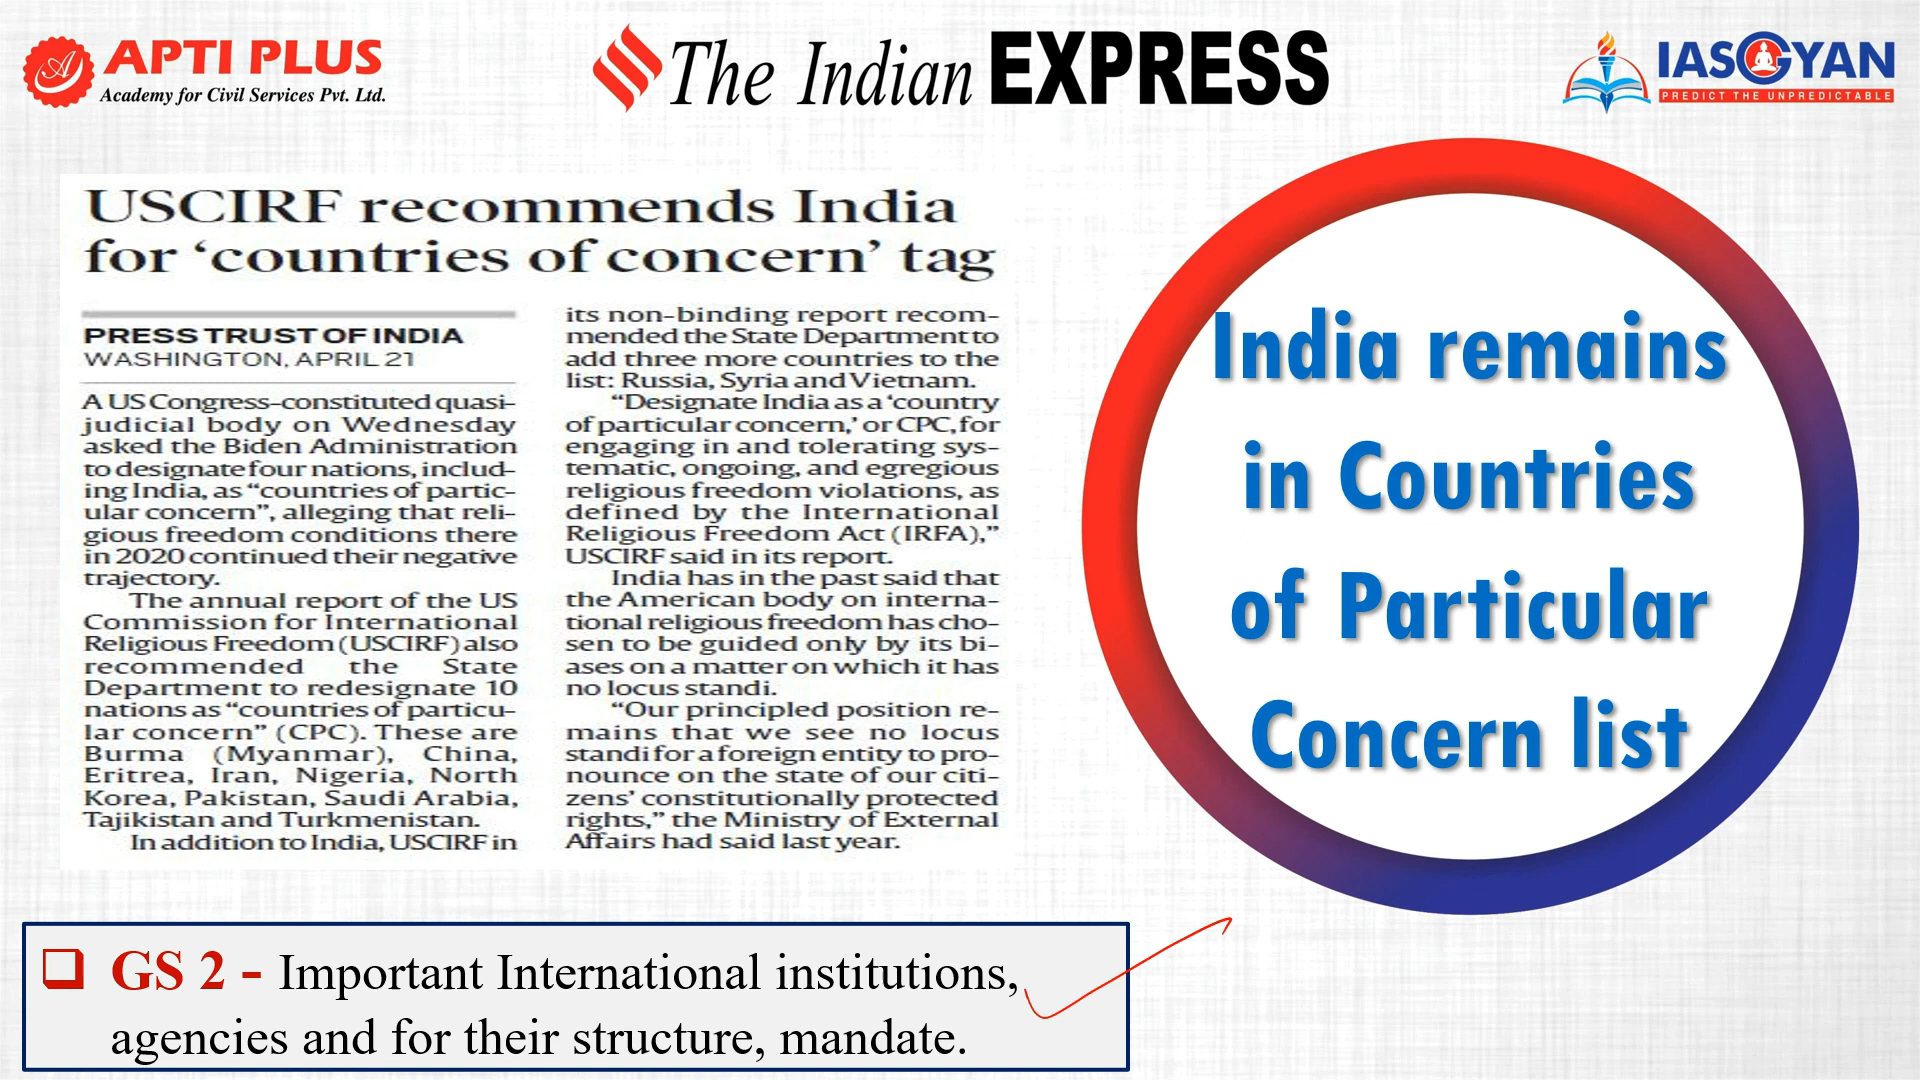 APTI PLUS
Academy for Civil Services Pvt. Ltd.
The Indian EXPRESS
IASGYAN
PREDICT THE UNPREDICTABLE
USCIRF recommends India
for ‘countries of concern’ tag
PRESS TRUST OF INDIA
WASHINGTON, APRIL 21
A US Congress-constituted quasi-
judicial body on Wednesday
asked the Biden Administration
to designate four nations, includ-
ing India, as “countries of partic-
ular concern”, alleging that reli-
gious freedom conditions there
in 2020 continued their negative
trajectory.
The annual report of the US
Commission for International
Religious Freedom (USCIRF) also
recommended the State
Department to redesignate 10
nations as “countries of particu-
lar concern” (CPC). These are
Burma (Myanmar), China,
Eritrea, Iran, Nigeria, North
Korea, Pakistan, Saudi Arabia,
Tajikistan and Turkmenistan.
In addition to India, USCIRF in
its non-binding report recom-
mended the State Department to
add three more countries to the
list: Russia, Syria and Vietnam.
“Designate India as a ‘country
of particular concern,’ or CPC, for
engaging in and tolerating sys-
tematic, ongoing, and egregious
religious freedom violations, as
defined by the International
Religious Freedom Act (IRFA),”
USCIRF said in its report.
India has in the past said that
the American body on interna-
tional religious freedom has cho-
sen to be guided only by its bi-
ases on a matter on which it has
no locus standi.
“Our principled position re-
mains that we see no locus
standi for a foreign entity to pro-
nounce on the state of our citi-
zens’ constitutionally protected
rights,” the Ministry of External
Affairs had said last year.
India remains
in Countries
of Particular
Concern list
GS 2 - Important International institutions,
agencies and for their structure, mandate.